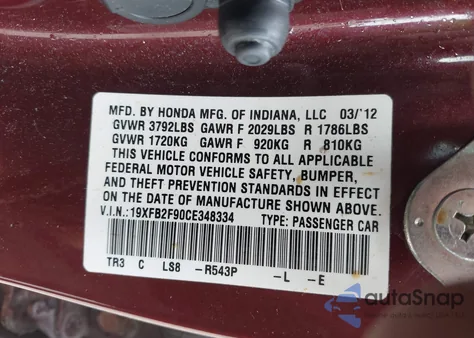 MFD. BY HONDA MFG. OF INDIANA, LLC 03/'12
GVWR 3792LBS GAWR F 2029LBS R 1786LBS
GVWR 1720KG GAWR F 920KG R 810KG
THIS VEHICLE CONFORMS TO ALL APPLICABLE
FEDERAL MOTOR VEHICLE SAFETY, BUMPER,
AND THEFT PREVENTION STANDARDS IN EFFECT
ON THE DATE OF MANUFACTURE SHOWN ABOVE.
V.I.N.: 19XFB2F90CE348334 TYPE: PASSENGER CAR
TR3 C LS8 -R543P -L -E
autoSnap